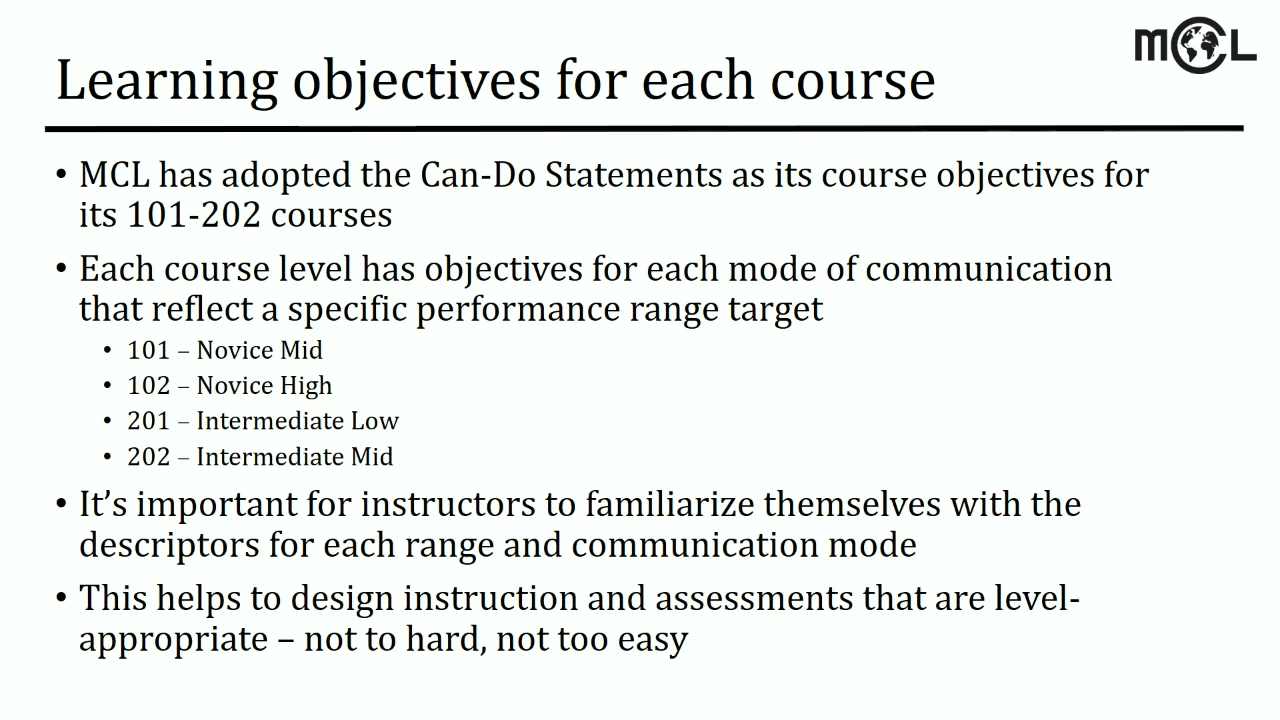 MCL
Learning objectives for each course
• MCL has adopted the Can-Do Statements as its course objectives for
its 101-202 courses
• Each course level has objectives for each mode of communication
that reflect a specific performance range target
• 101 – Novice Mid
• 102 – Novice High
• 201 – Intermediate Low
• 202 – Intermediate Mid
• It’s important for instructors to familiarize themselves with the
descriptors for each range and communication mode
• This helps to design instruction and assessments that are level-
appropriate – not to hard, not too easy